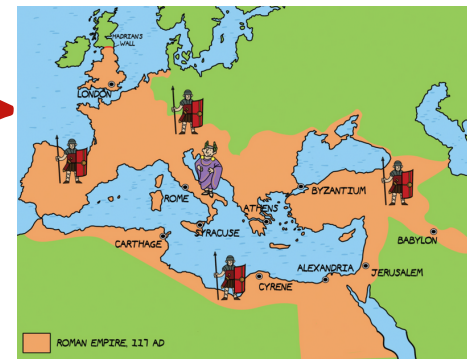 HADRIAN'S
WALL
LONDON
ROME
BYZANTIUM
ATHENS
SYRACUSE
CARTHAGE
BABYLON
ALEXANDRIA
JERUSALEM
CYRENE
ROMAN EMPIRE, 117 AD